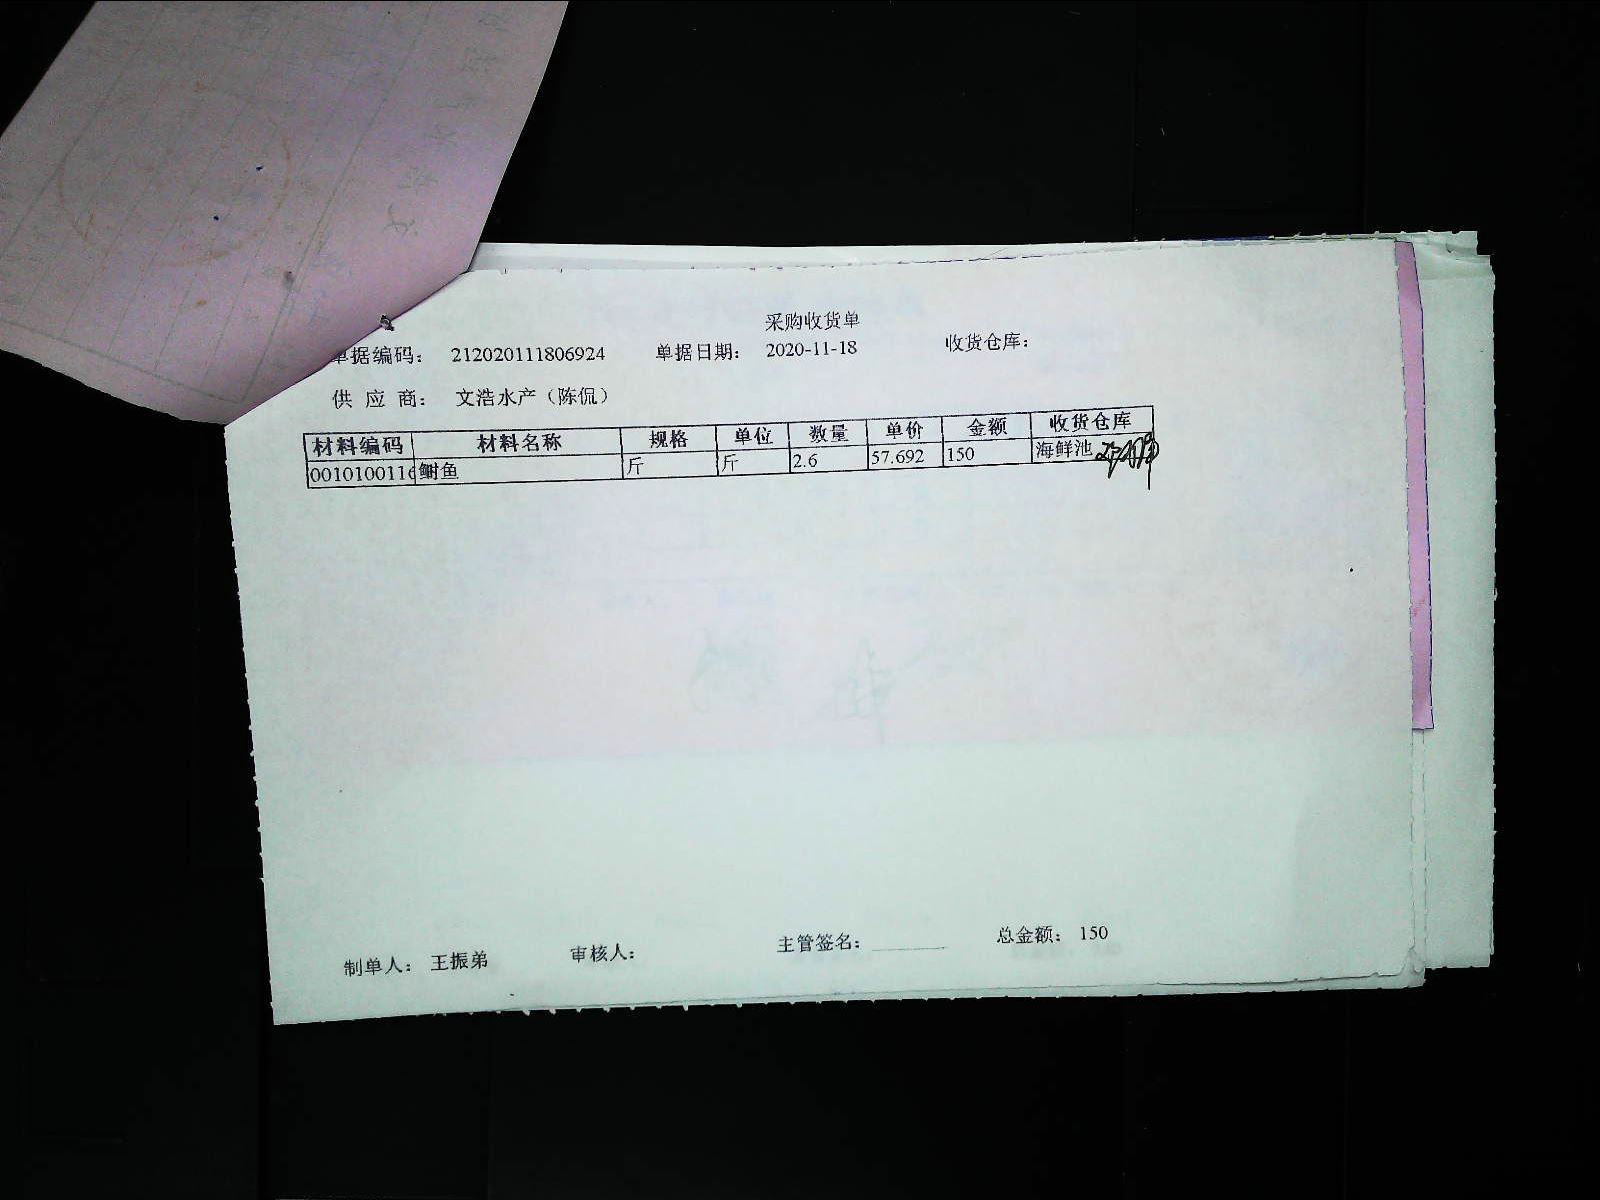 采购收货单
单据编码： 212020111806924 单据日期： 2020-11-18 收货仓库：
供 应 商： 文浩水产（陈侃）
材料编码 材料名称 规格 单位 数量 单价 金额 收货仓库
0010100116 鲥鱼 斤 斤 2.6 57.692 150 海鲜池
制单人： 王振弟 审核人： 主管签名： 总金额： 150